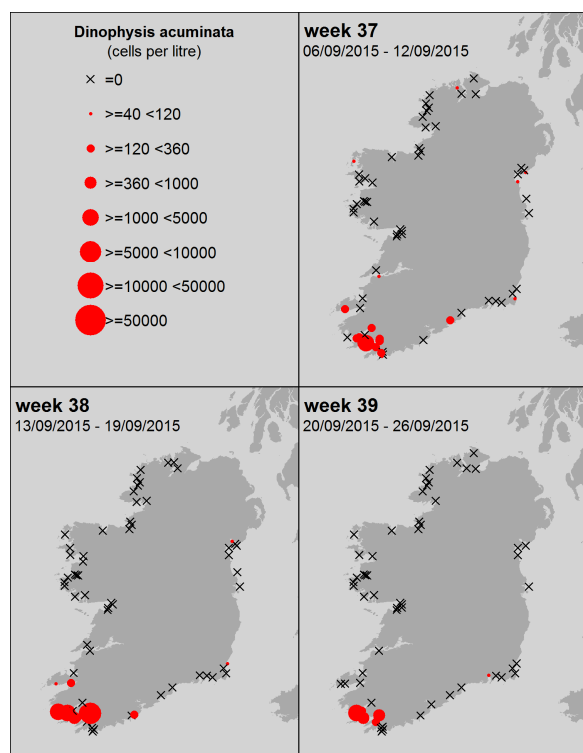 Dinophysis acuminata
(cells per litre)
=0
>=40 <120
>=120 <360
>=360 <1000
>=1000 <5000
>=5000 <10000
>=10000 <50000
>=50000
week 37
06/09/2015 - 12/09/2015
week 38
13/09/2015 - 19/09/2015
week 39
20/09/2015 - 26/09/2015